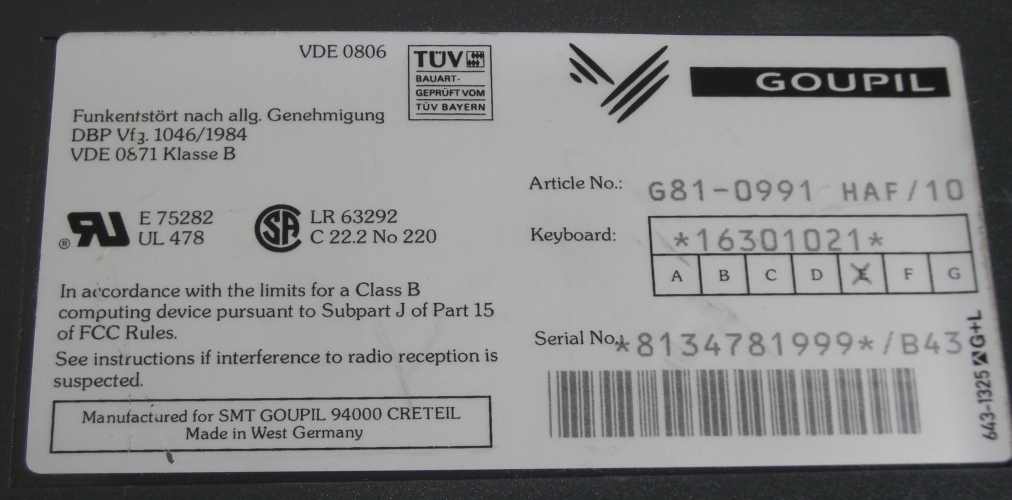 VDE 0806
TÜV
BAUART-
GEPRÜFT VOM
TÜV BAYERN
GOUPIL
Funkentstört nach allg. Genehmigung
DBP Vfg. 1046/1984
VDE 0871 Klasse B
Article No.: G81-0991 HAF/10
® RU E 75282
UL 478
SA LR 63292
C 22.2 No 220
Keyboard: *16301021*
A B C D E F G
In accordance with the limits for a Class B
computing device pursuant to Subpart J of Part 15
of FCC Rules.
See instructions if interference to radio reception is
suspected.
Serial No. *8134781999*/B43
Manufactured for SMT GOUPIL 94000 CRETEIL
Made in West Germany
643-1325 G+L